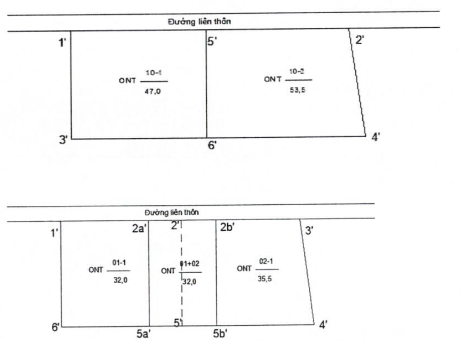 Đường liên thôn
1' 5' 2'
ONT 10-1 ONT 10-2
47,0 53,5
3' 6' 4'
Đường liên thôn
1' 2a' 2' 2b' 3'
ONT 01-1 ONT 01+02 ONT 02-1
32,0 32,0 35,5
6' 5a' 5' 5b' 4'